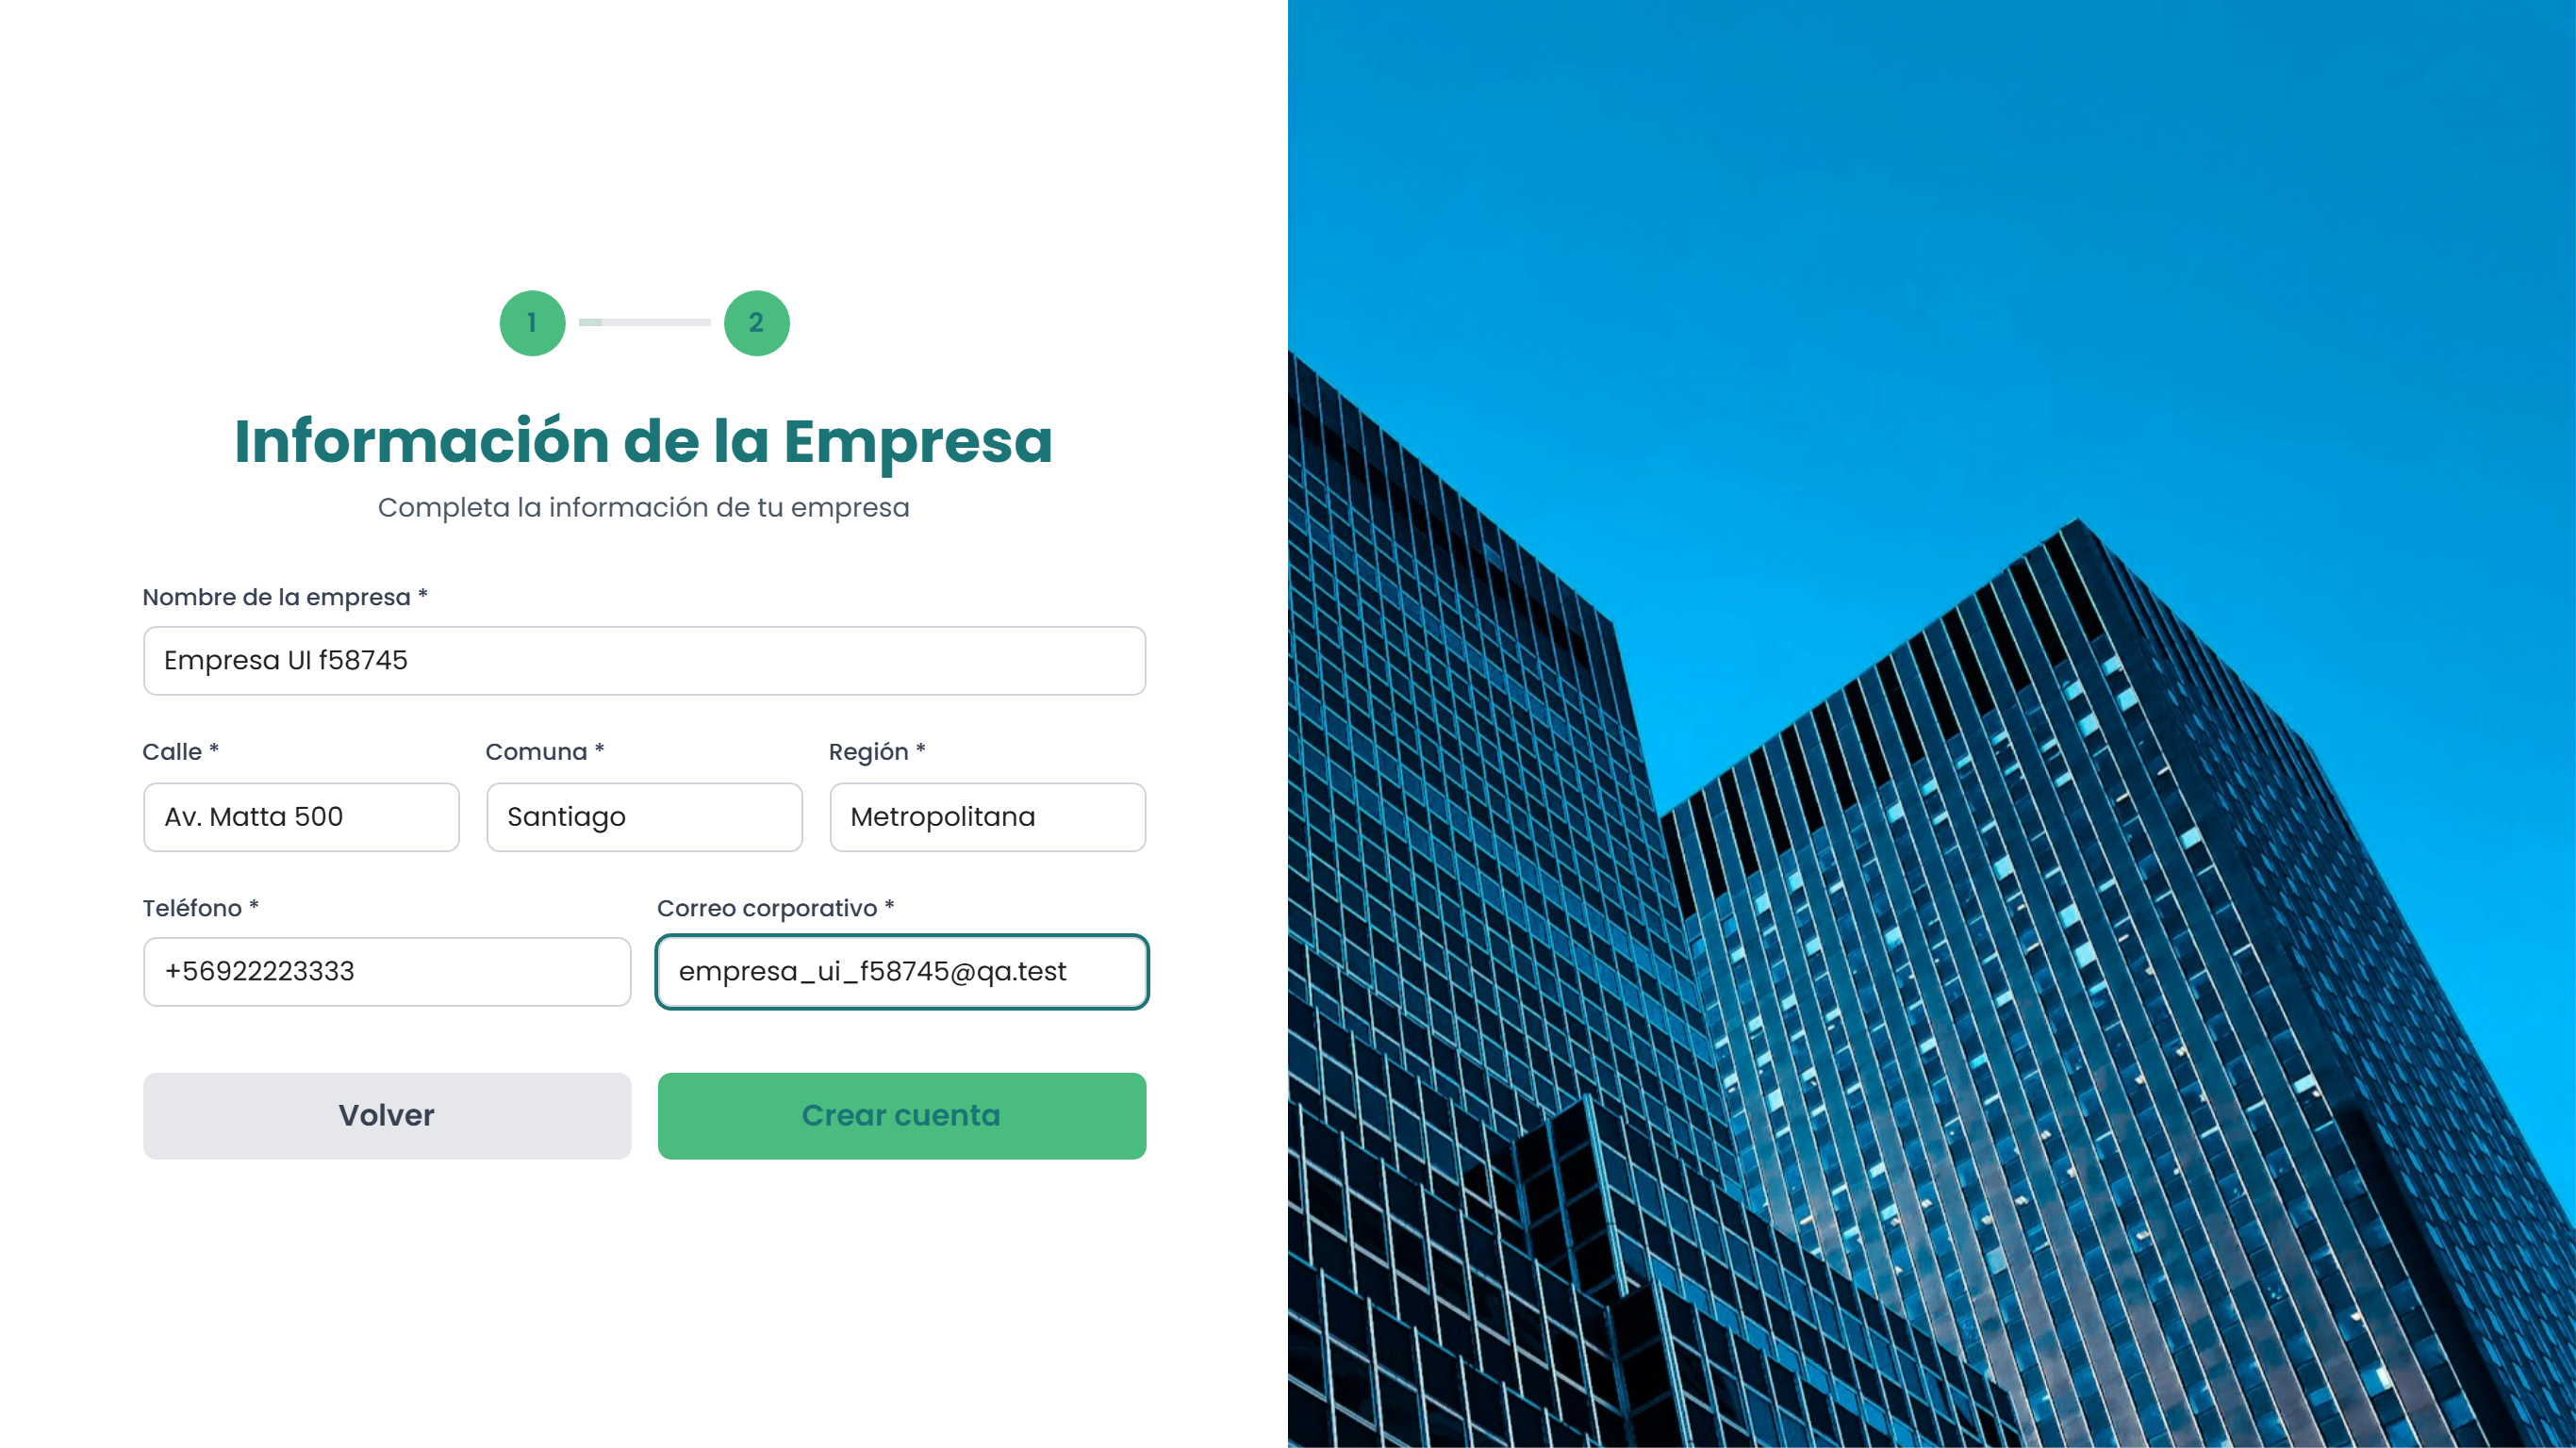 1 2
Información de la Empresa
Completa la información de tu empresa
Nombre de la empresa *
Empresa UI f58745
Calle * Comuna * Región *
Av. Matta 500 Santiago Metropolitana
Teléfono * Correo corporativo *
+56922223333 empresa_ui_f58745@qa.test
Volver Crear cuenta